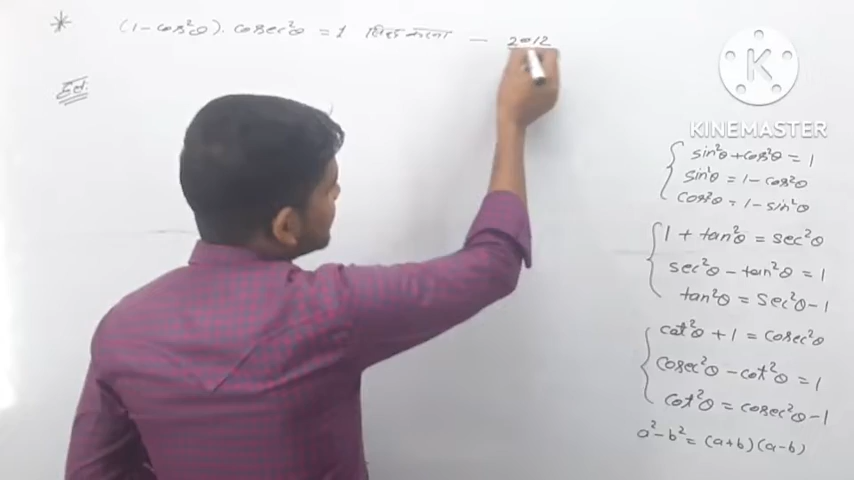 * (1 - cos²θ) . cosec²θ = 1 सिद्ध करना — 2012
हल:
K
KINEMASTER
sin²θ + cos²θ = 1
sin²θ = 1 - cos²θ
cos²θ = 1 - sin²θ
1 + tan²θ = sec²θ
sec²θ - tan²θ = 1
tan²θ = sec²θ - 1
cot²θ + 1 = cosec²θ
cosec²θ - cot²θ = 1
cot²θ = cosec²θ - 1
a² - b² = (a+b) (a-b)